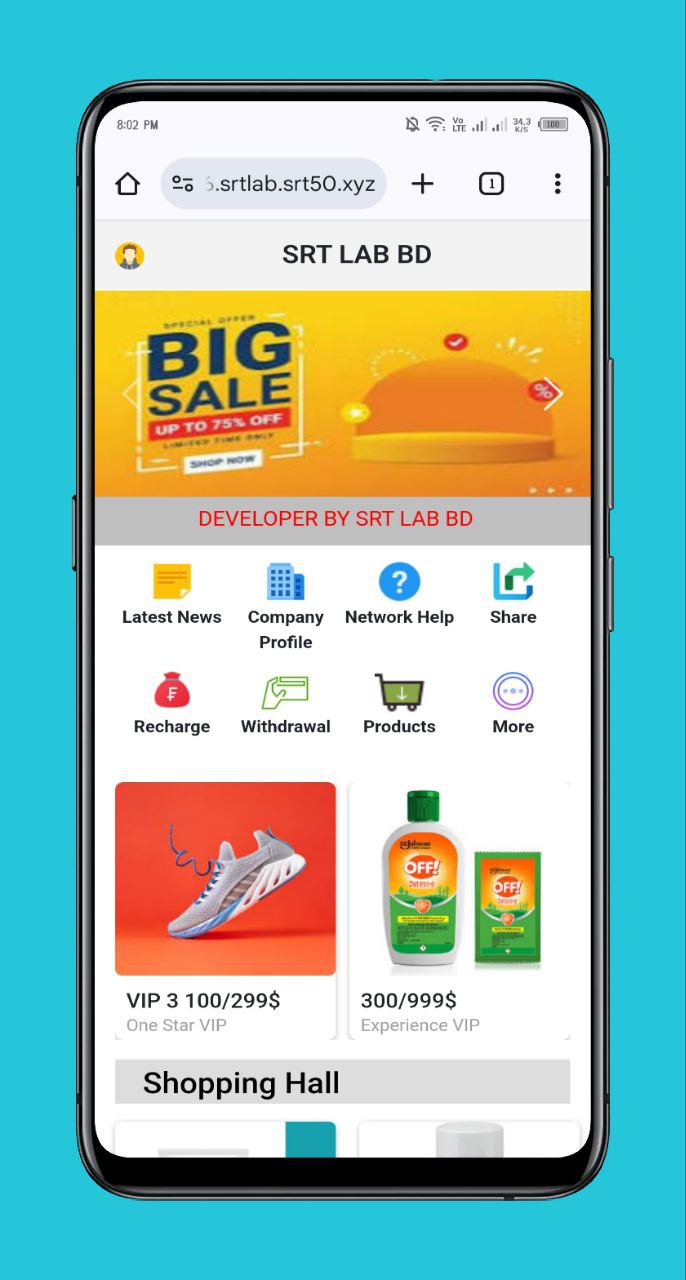 8:02 PM
Vo
LTE
34.3
K/S
100
.srtlab.srt50.xyz
1
SRT LAB BD
SPECIAL OFFER
BIG
SALE
UP TO 75% OFF
LIMITED TIME ONLY
SHOP NOW
%
DEVELOPER BY SRT LAB BD
Latest News
Company
Profile
?
Network Help
Share
Recharge
Withdrawal
Products
More
OFF!
OFF!
VIP 3 100/299$
One Star VIP
300/999$
Experience VIP
Shopping Hall